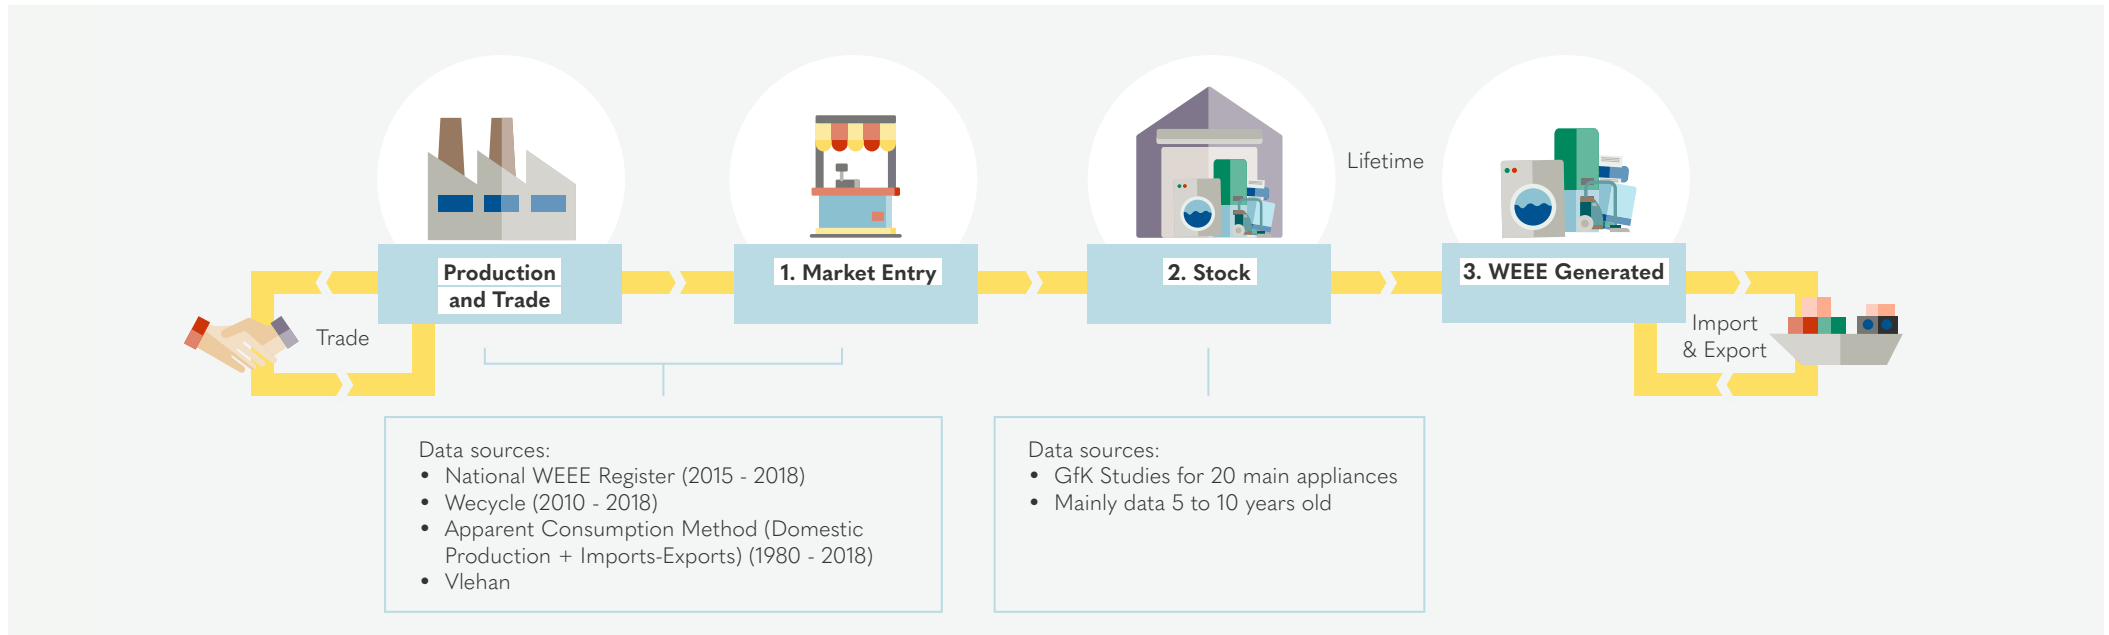 Production
and Trade
1. Market Entry
2. Stock
Lifetime
3. WEEE Generated
Trade
Import
& Export
Data sources:
• National WEEE Register (2015 - 2018)
• Wecycle (2010 - 2018)
• Apparent Consumption Method (Domestic
Production + Imports-Exports) (1980 - 2018)
• Vlehan
Data sources:
• GfK Studies for 20 main appliances
• Mainly data 5 to 10 years old